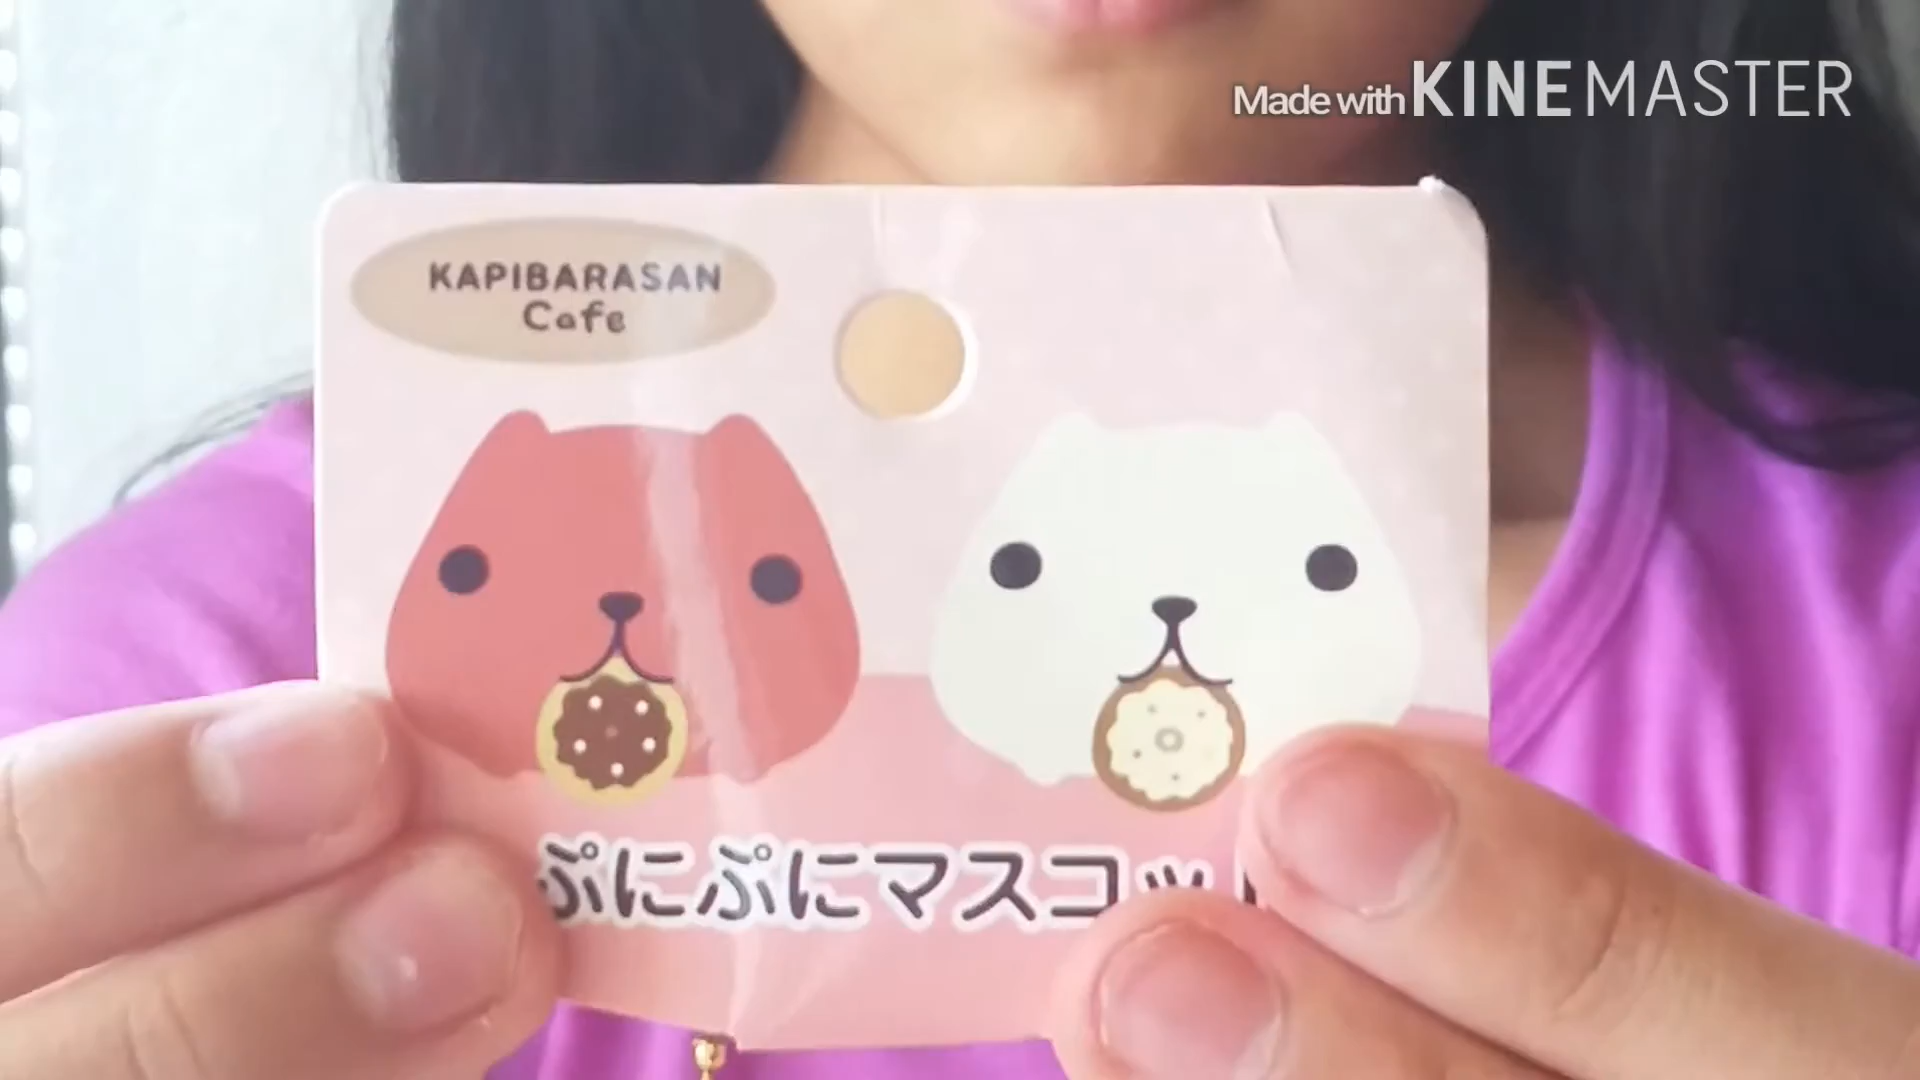 Made with KINEMASTER
KAPIBARASAN
Cafe
ぷにぷにマスコッ